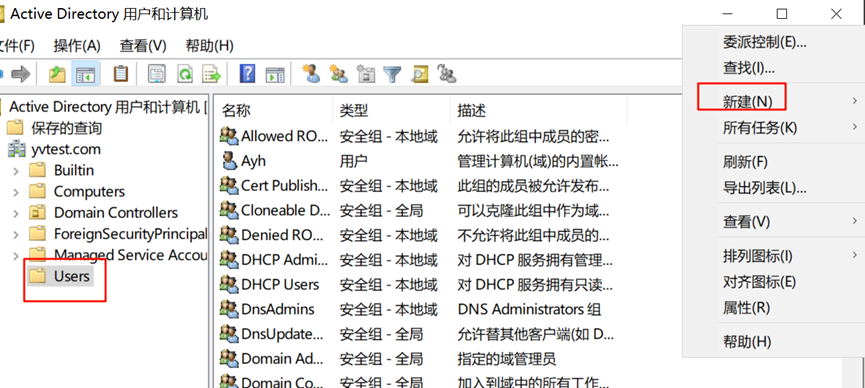 Active Directory 用户和计算机
文件(F) 操作(A) 查看(V) 帮助(H)
Active Directory 用户和计算机 [
保存的查询
yvtest.com
Builtin
Computers
Domain Controllers
ForeignSecurityPrincipal
Managed Service Accou
Users
名称 类型 描述
Allowed RO... 安全组 - 本地域 允许将此组中成员的密...
Ayh 用户 管理计算机(域)的内置帐...
Cert Publish... 安全组 - 本地域 此组的成员被允许发布...
Cloneable D... 安全组 - 全局 可以克隆此组中作为域...
Denied RO... 安全组 - 本地域 不允许将此组中成员的...
DHCP Admi... 安全组 - 本地域 对 DHCP 服务拥有管理...
DHCP Users 安全组 - 本地域 对 DHCP 服务拥有只读...
DnsAdmins 安全组 - 本地域 DNS Administrators 组
DnsUpdate... 安全组 - 全局 允许替其他客户端(如 D...
Domain Ad... 安全组 - 全局 指定的域管理员
Domain Co... 安全组 - 全局 加入到域中的所有工作...
委派控制(E)...
查找(I)...
新建(N)
所有任务(K)
刷新(F)
导出列表(L)...
查看(V)
排列图标(I)
对齐图标(E)
属性(R)
帮助(H)